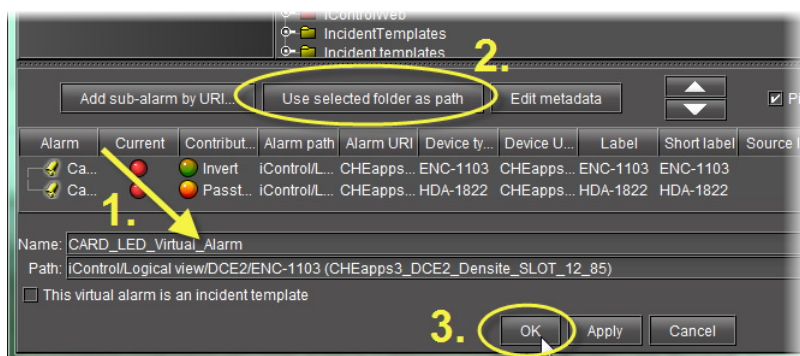 iControlWeb
IncidentTemplates
Incident templates
2.
Add sub-alarm by URI... Use selected folder as path Edit metadata
Alarm Current Contribut... Alarm path Alarm URI Device ty... Device U... Label Short label Source
Ca... Invert iControl/L... CHEapps... ENC-1103 CHEapps... ENC-1103 ENC-1103
Ca... Passt... iControl/L... CHEapps... HDA-1822 CHEapps... HDA-1822 HDA-1822
1.
Name: CARD_LED_Virtual_Alarm
Path: iControl/Logical view/DCE2/ENC-1103 (CHEapps3_DCE2_Densite_SLOT_12_85)
This virtual alarm is an incident template
3. OK Apply Cancel